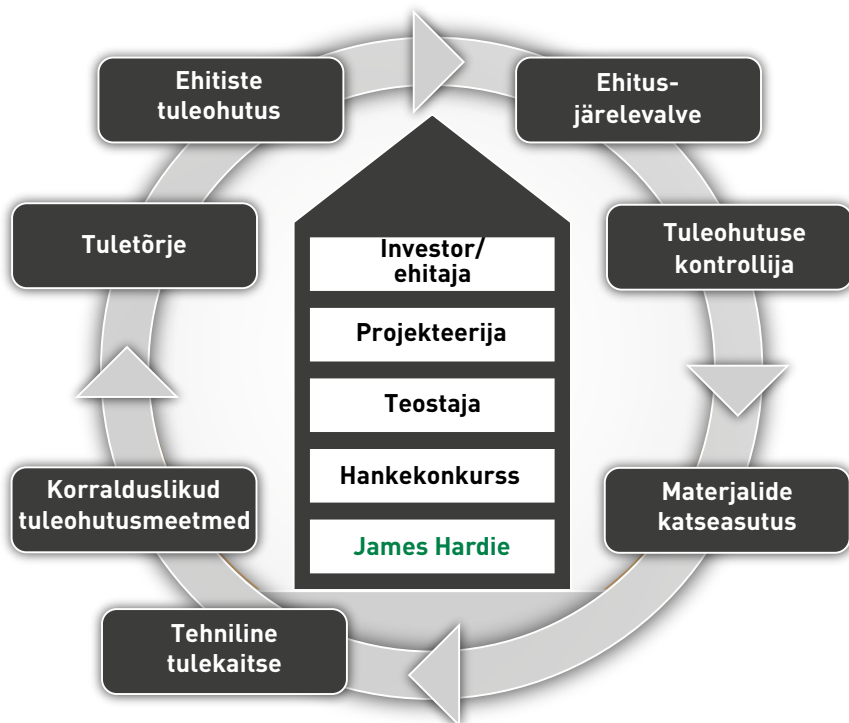 Ehitiste
tuleohutus
Ehitus-
järelevalve
Tuletõrje
Tuleohutuse
kontrollija
Investor/
ehitaja
Projekteerija
Teostaja
Hankekonkurss
James Hardie
Korralduslikud
tuleohutusmeetmed
Materjalide
katseasutus
Tehniline
tulekaitse